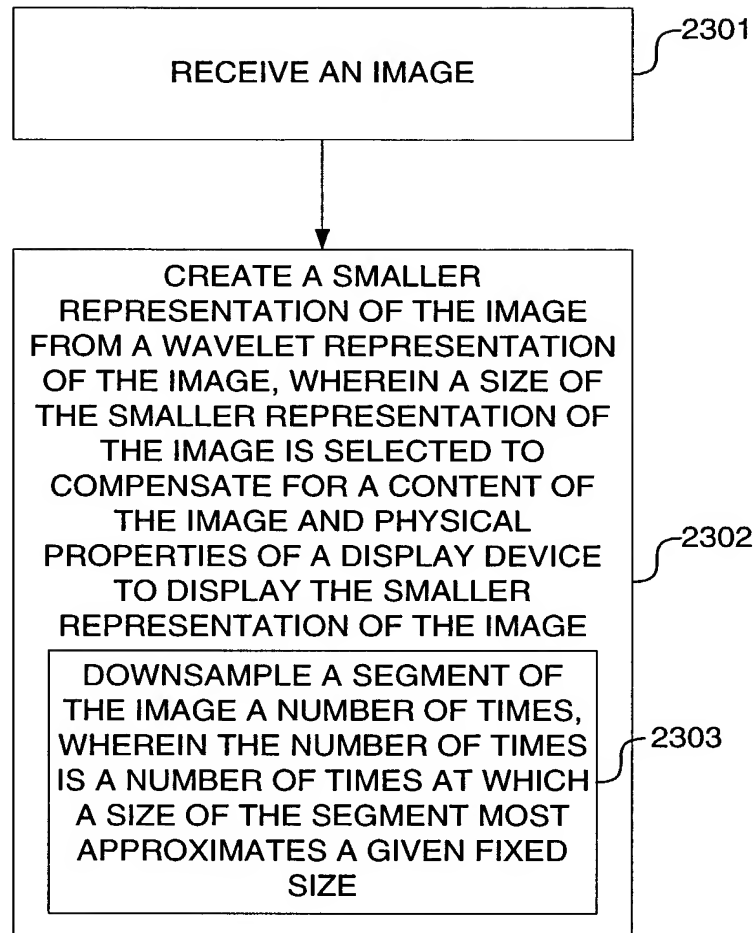 2301
RECEIVE AN IMAGE
CREATE A SMALLER
REPRESENTATION OF THE IMAGE
FROM A WAVELET REPRESENTATION
OF THE IMAGE, WHEREIN A SIZE OF
THE SMALLER REPRESENTATION OF
THE IMAGE IS SELECTED TO
COMPENSATE FOR A CONTENT OF
THE IMAGE AND PHYSICAL
PROPERTIES OF A DISPLAY DEVICE
TO DISPLAY THE SMALLER
REPRESENTATION OF THE IMAGE
2302
DOWNSAMPLE A SEGMENT OF
THE IMAGE A NUMBER OF TIMES,
WHEREIN THE NUMBER OF TIMES
IS A NUMBER OF TIMES AT WHICH
A SIZE OF THE SEGMENT MOST
APPROXIMATES A GIVEN FIXED
SIZE
2303